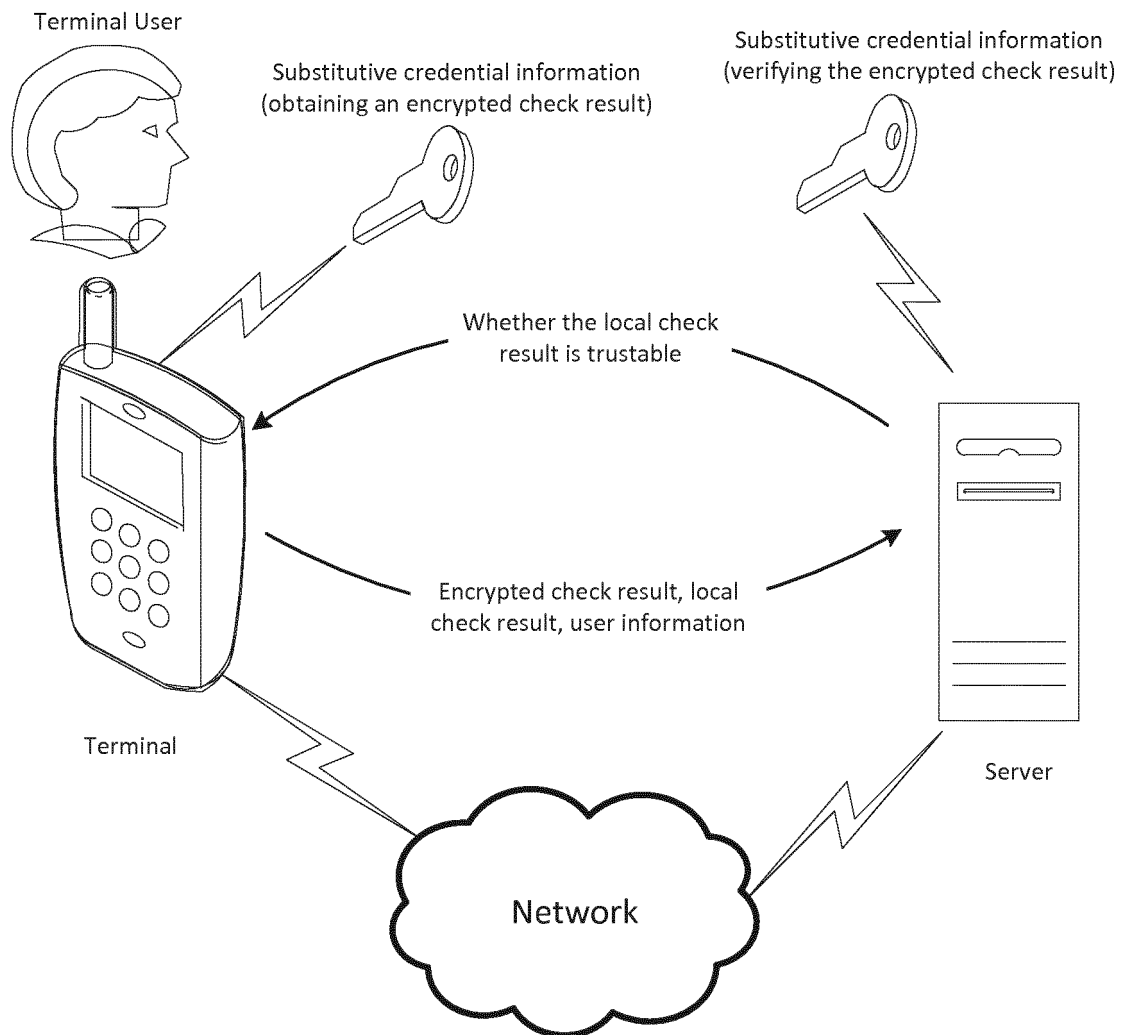 Terminal User
Substitutive credential information
(obtaining an encrypted check result)
Substitutive credential information
(verifying the encrypted check result)
Whether the local check
result is trustable
Encrypted check result, local
check result, user information
Terminal
Server
Network